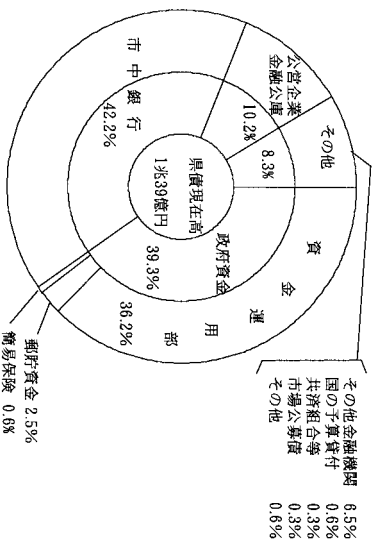 公営企業
金融公庫
10.2%
その他
8.3%
市中銀行
42.2%
県債現在高
1兆39億円
政府資金
39.3%
資金運用部
36.2%
郵貯資金 2.5%
簡易保険 0.6%
その他金融機関 6.5%
国の予算貸付 0.6%
共済組合等 0.3%
市場公募債 0.3%
その他 0.6%